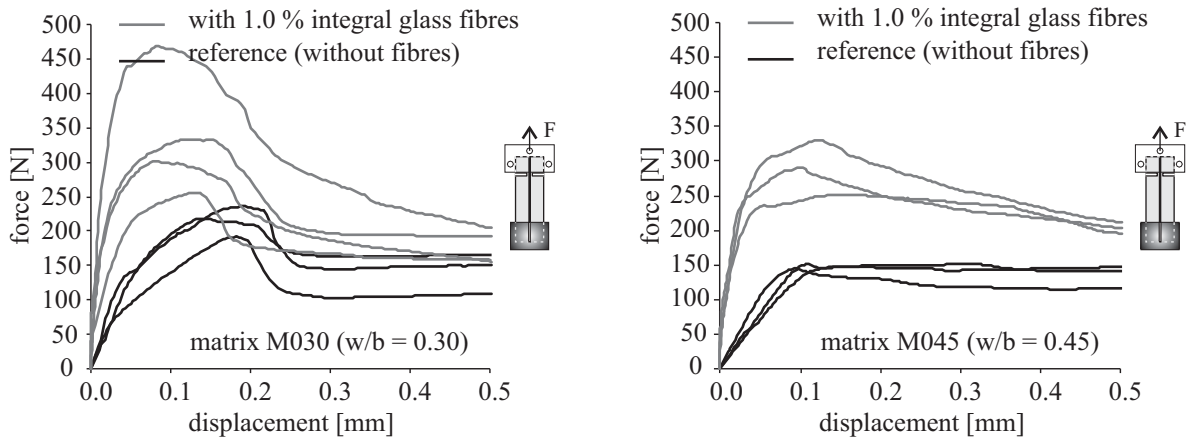 with 1.0 % integral glass fibres
reference (without fibres)
500
450
400
350
300
250
200
150
100
50
0
force [N]
F
matrix M030 (w/b = 0.30)
0.0 0.1 0.2 0.3 0.4 0.5
displacement [mm]
with 1.0 % integral glass fibres
reference (without fibres)
500
450
400
350
300
250
200
150
100
50
0
force [N]
F
matrix M045 (w/b = 0.45)
0.0 0.1 0.2 0.3 0.4 0.5
displacement [mm]